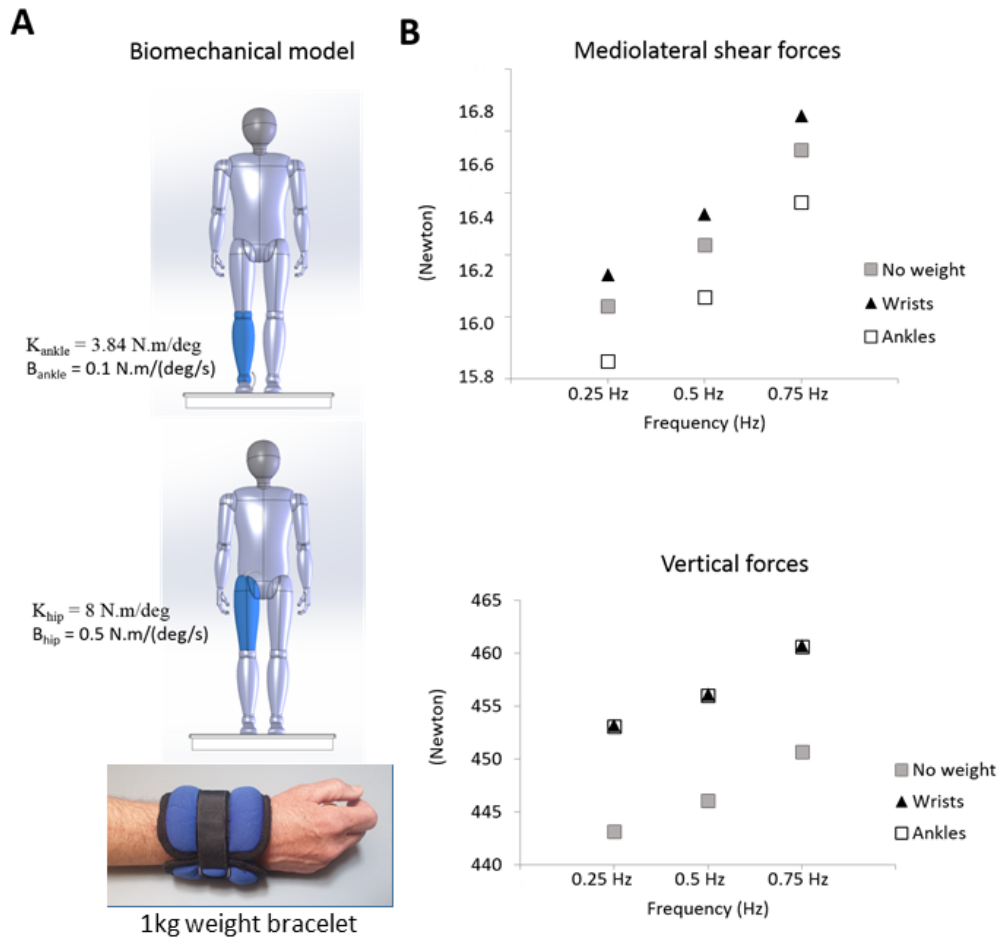 A
Biomechanical model
K_ankle = 3.84 N.m/deg
B_ankle = 0.1 N.m/(deg/s)
K_hip = 8 N.m/deg
B_hip = 0.5 N.m/(deg/s)
1kg weight bracelet
B
Mediolateral shear forces
(Newton)
16.8
16.6
16.4
16.2
16.0
15.8
0.25 Hz 0.5 Hz 0.75 Hz
Frequency (Hz)
No weight
Wrists
Ankles
Vertical forces
(Newton)
465
460
455
450
445
440
0.25 Hz 0.5 Hz 0.75 Hz
Frequency (Hz)
No weight
Wrists
Ankles